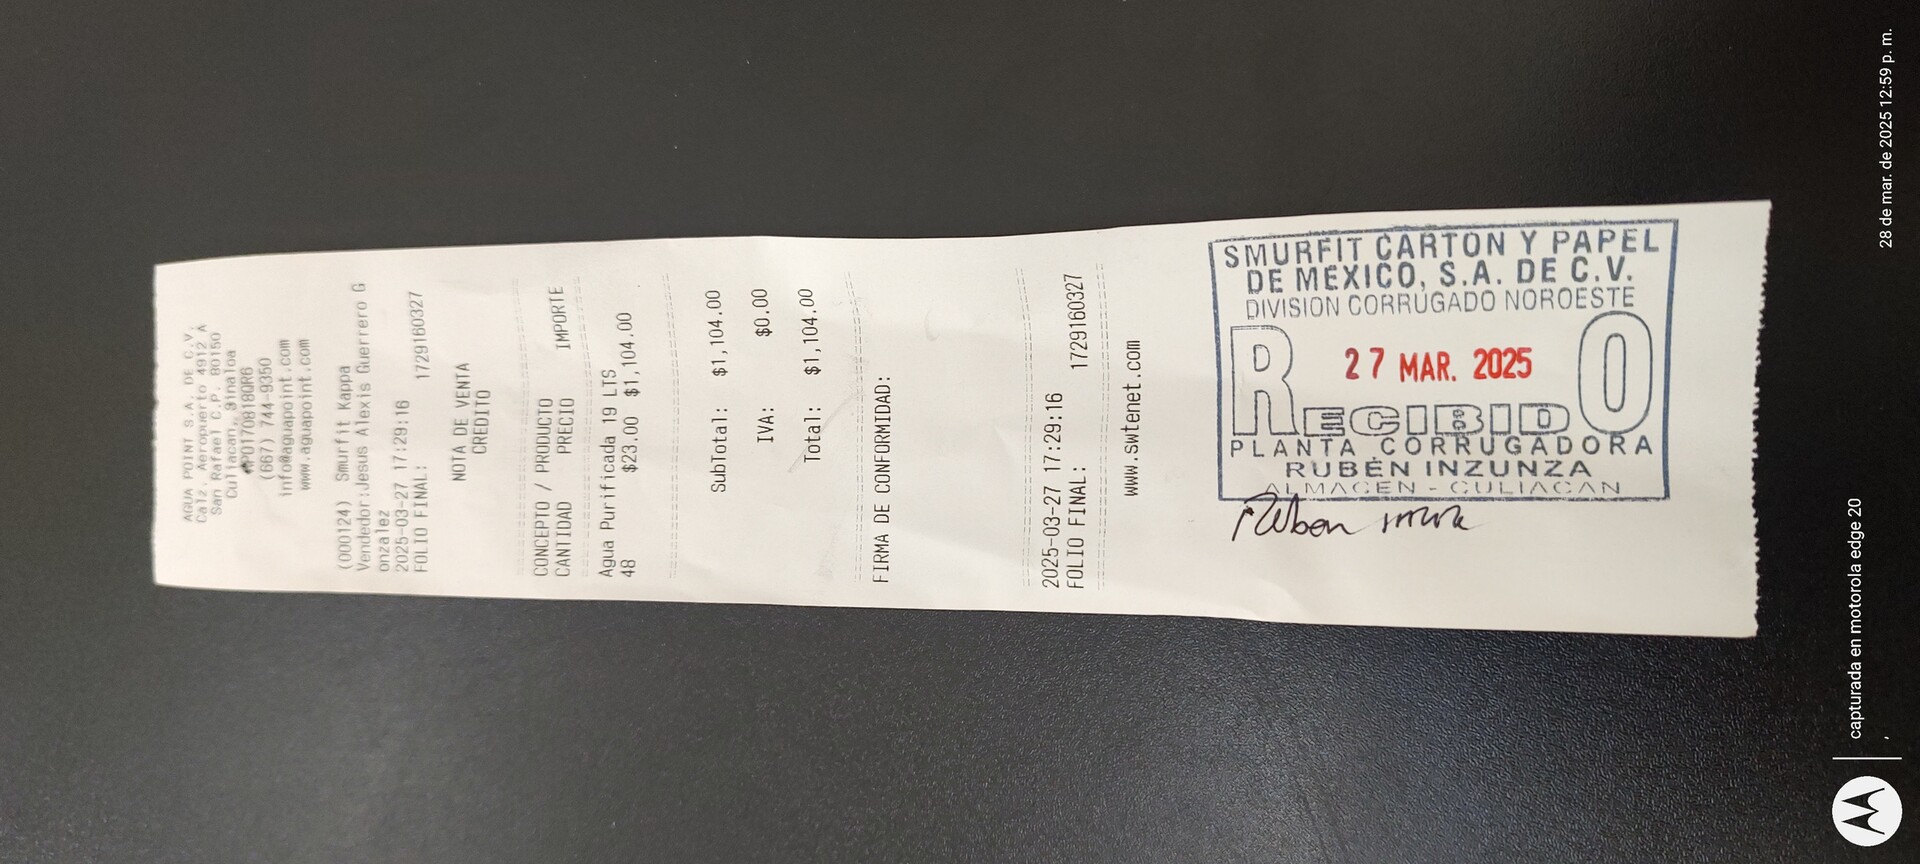 AGUA POINT S.A. DE C.V.
Calz. Aeropuerto 4912 A
San Rafael C.P. 80150
Culiacan, Sinaloa
APO170818QR6
(667) 744-9350
info@aguapoint.com
www.aguapoint.com
(000124) Smurfit Kappa
Vendedor:Jesus Alexis Guerrero G
onzalez
2025-03-27 17:29:16
FOLIO FINAL: 1729160327
NOTA DE VENTA
CREDITO
CONCEPTO / PRODUCTO
CANTIDAD PRECIO IMPORTE
Agua Purificada 19 LTS
48 $23.00 $1,104.00
SubTotal: $1,104.00
IVA: $0.00
Total: $1,104.00
FIRMA DE CONFORMIDAD:
2025-03-27 17:29:16
FOLIO FINAL: 1729160327
www.swtenet.com
SMURFIT CARTON Y PAPEL
DE MEXICO, S.A. DE C.V.
DIVISION CORRUGADO NOROESTE
27 MAR. 2025
RECIBIDO
PLANTA CORRUGADORA
RUBÉN INZUNZA
ALMACEN - CULIACAN
Ruben
capturada en motorola edge 20
28 de mar. de 2025 12:59 p. m.